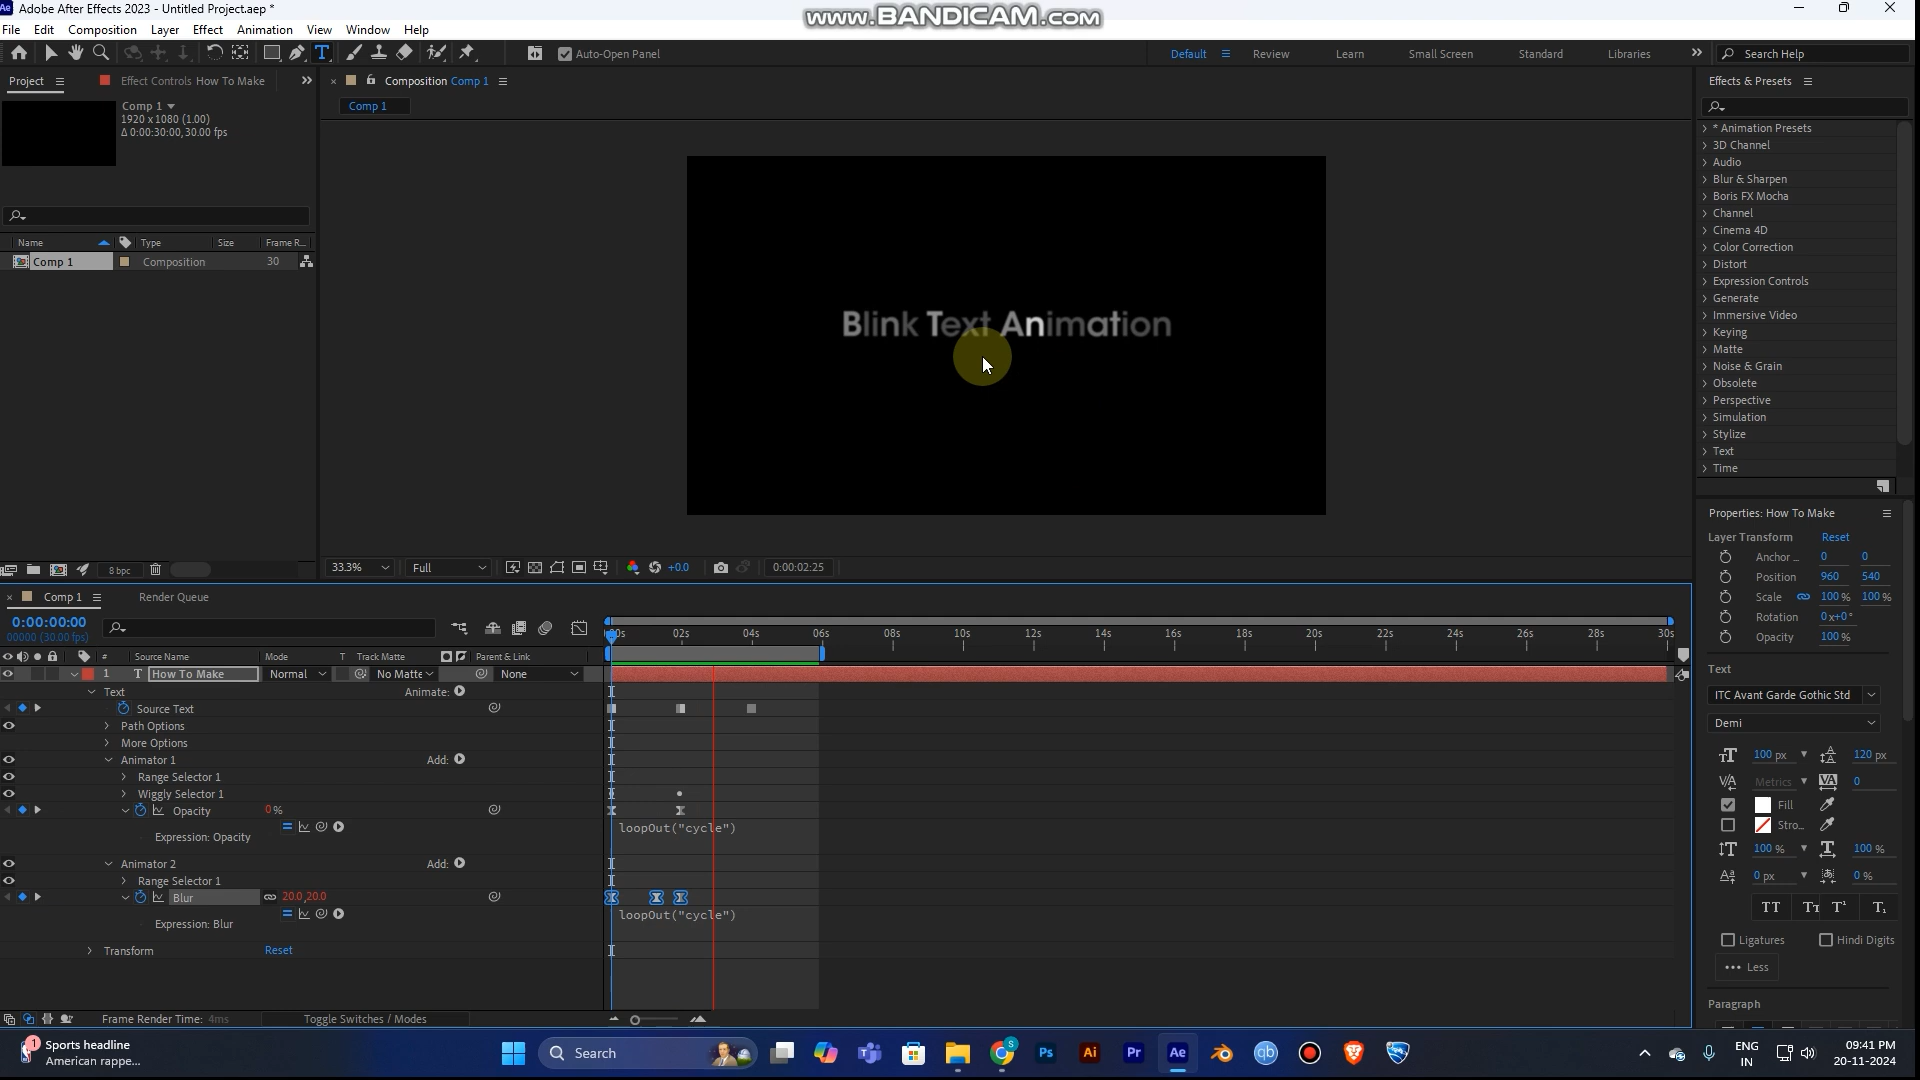 Adobe After Effects 2023 - Untitled Project.aep *
www.BANDICAM.com
File Edit Composition Layer Effect Animation View Window Help
Auto-Open Panel
Default Review Learn Small Screen Standard Libraries Search Help
Project Effect Controls How To Make
Composition Comp 1
Effects & Presets
Comp 1
1920 x 1080 (1.00)
Δ 0:00:30:00, 30.00 fps
Comp 1
* Animation Presets
3D Channel
Audio
Blur & Sharpen
Boris FX Mocha
Channel
Cinema 4D
Color Correction
Distort
Expression Controls
Generate
Immersive Video
Keying
Matte
Noise & Grain
Obsolete
Perspective
Simulation
Stylize
Text
Time
Name Type Size Frame R...
Comp 1 Composition 30
Blink Text Animation
8 bpc
33.3% Full +0.0 0:00:02:25
Properties: How To Make
Layer Transform Reset
Anchor ... 0 0
Position 960 540
Scale 100 % 100 %
Rotation 0x+0°
Opacity 100 %
Text
ITC Avant Garde Gothic Std
Demi
100 px 120 px
Metrics 0
Fill
Stro...
100 % 100 %
0 px 0 %
TT Tт T¹ T₁
Ligatures Hindi Digits
••• Less
Paragraph
Comp 1 Render Queue
0:00:00:00
00000 (30.00 fps)
00s 02s 04s 06s 08s 10s 12s 14s 16s 18s 20s 22s 24s 26s 28s 30s
# Source Name Mode T Track Matte Parent & Link
1 T How To Make Normal No Matte None
Text Animate:
Source Text
Path Options
More Options
Animator 1 Add:
Range Selector 1
Wiggly Selector 1
Opacity 0%
Expression: Opacity loopOut("cycle")
Animator 2 Add:
Range Selector 1
Blur 20.0,20.0
Expression: Blur loopOut("cycle")
Transform Reset
Frame Render Time: 4ms Toggle Switches / Modes
1
Sports headline
American rappe...
Search
S
Ps Ai Pr Ae qb
ENG
IN
09:41 PM
20-11-2024